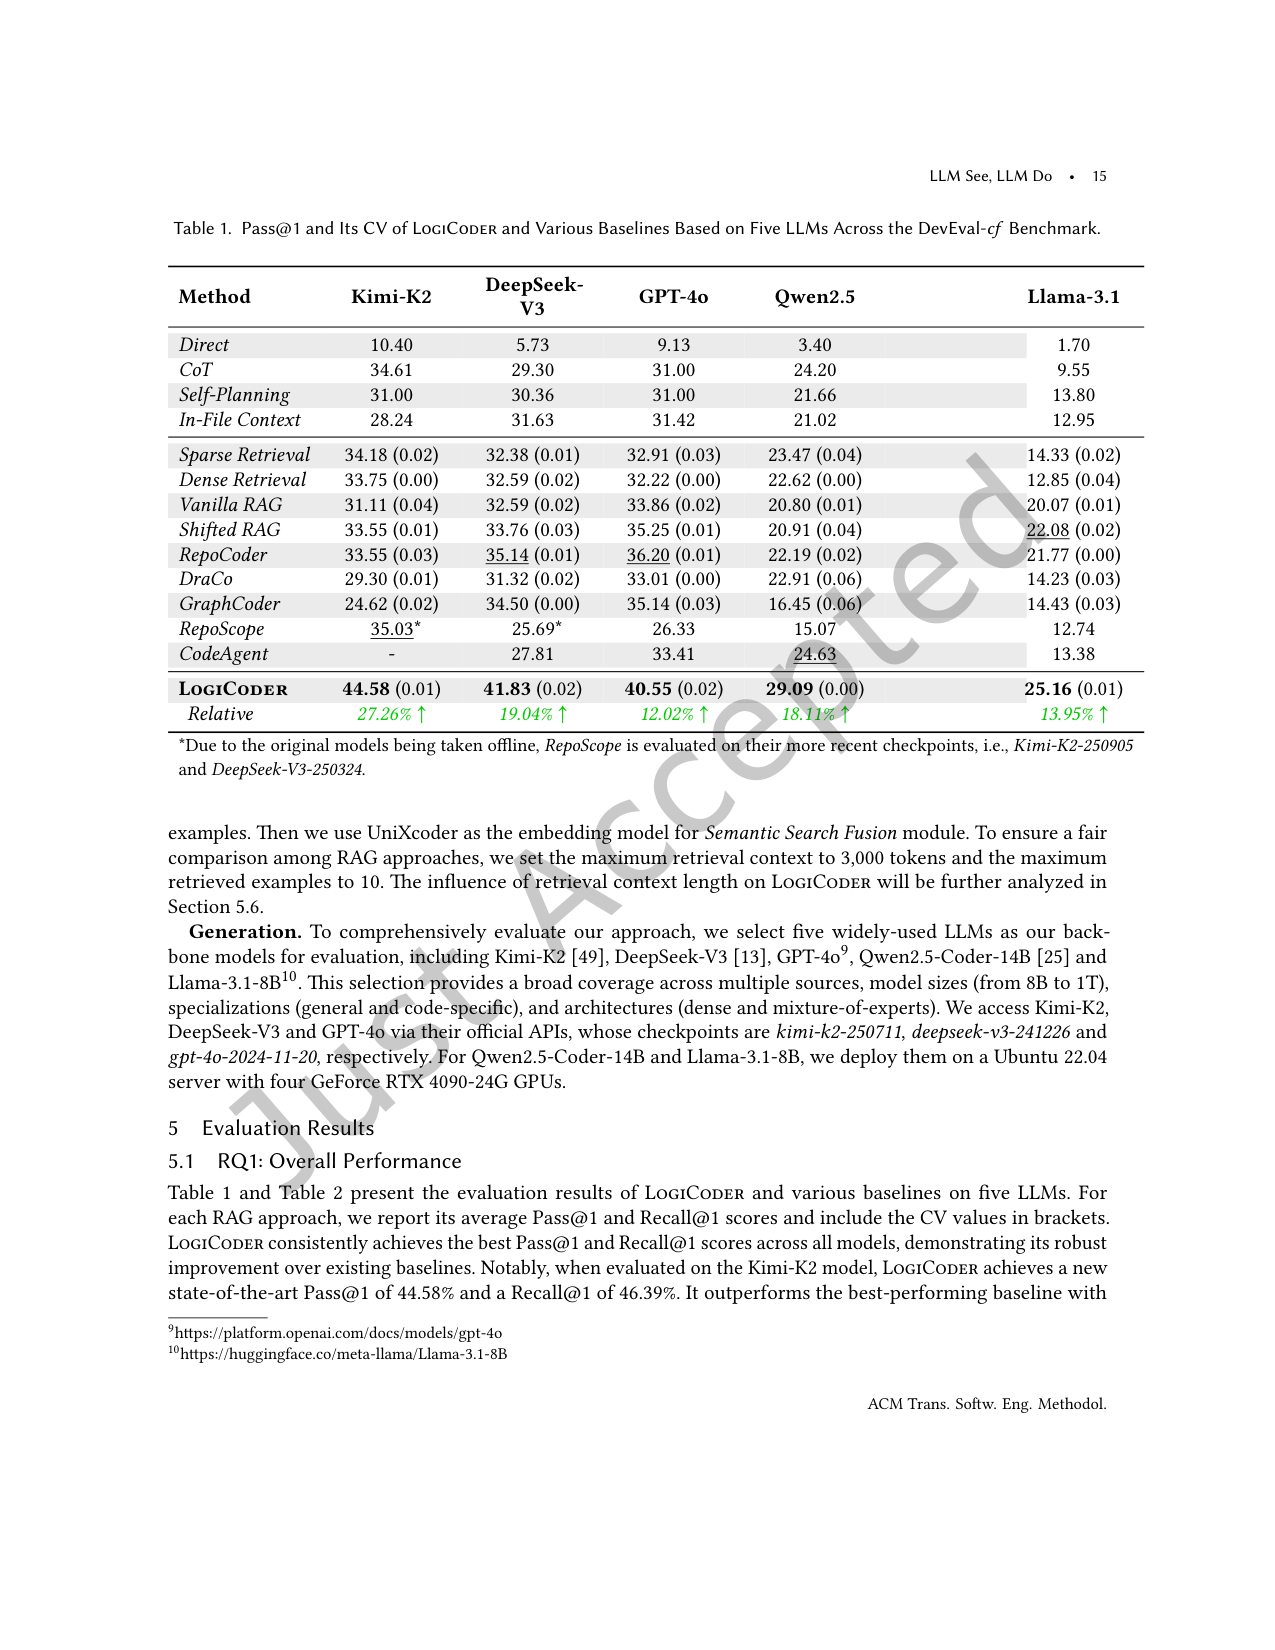 LLM See, LLM Do • 15
Table 1. Pass@1 and Its CV of LogiCoder and Various Baselines Based on Five LLMs Across the DevEval-cf Benchmark.
Method Kimi-K2 DeepSeek-V3 GPT-4o Qwen2.5 Llama-3.1
Direct 10.40 5.73 9.13 3.40 1.70
CoT 34.61 29.30 31.00 24.20 9.55
Self-Planning 31.00 30.36 31.00 21.66 13.80
In-File Context 28.24 31.63 31.42 21.02 12.95
Sparse Retrieval 34.18 (0.02) 32.38 (0.01) 32.91 (0.03) 23.47 (0.04) 14.33 (0.02)
Dense Retrieval 33.75 (0.00) 32.59 (0.02) 32.22 (0.00) 22.62 (0.00) 12.85 (0.04)
Vanilla RAG 31.11 (0.04) 32.59 (0.02) 33.86 (0.02) 20.80 (0.01) 20.07 (0.01)
Shifted RAG 33.55 (0.01) 33.76 (0.03) 35.25 (0.01) 20.91 (0.04) 22.08 (0.02)
RepoCoder 33.55 (0.03) 35.14 (0.01) 36.20 (0.01) 22.19 (0.02) 21.77 (0.00)
DraCo 29.30 (0.01) 31.32 (0.02) 33.01 (0.00) 22.91 (0.06) 14.23 (0.03)
GraphCoder 24.62 (0.02) 34.50 (0.00) 35.14 (0.03) 16.45 (0.06) 14.43 (0.03)
RepoScope 35.03* 25.69* 26.33 15.07 12.74
CodeAgent - 27.81 33.41 24.63 13.38
LogiCoder 44.58 (0.01) 41.83 (0.02) 40.55 (0.02) 29.09 (0.00) 25.16 (0.01)
Relative 27.26% ↑ 19.04% ↑ 12.02% ↑ 18.11% ↑ 13.95% ↑
*Due to the original models being taken offline, RepoScope is evaluated on their more recent checkpoints, i.e., Kimi-K2-250905
and DeepSeek-V3-250324.
examples. Then we use UniXcoder as the embedding model for Semantic Search Fusion module. To ensure a fair
comparison among RAG approaches, we set the maximum retrieval context to 3,000 tokens and the maximum
retrieved examples to 10. The influence of retrieval context length on LogiCoder will be further analyzed in
Section 5.6.
Generation. To comprehensively evaluate our approach, we select five widely-used LLMs as our back-
bone models for evaluation, including Kimi-K2 [49], DeepSeek-V3 [13], GPT-4o⁹, Qwen2.5-Coder-14B [25] and
Llama-3.1-8B¹⁰. This selection provides a broad coverage across multiple sources, model sizes (from 8B to 1T),
specializations (general and code-specific), and architectures (dense and mixture-of-experts). We access Kimi-K2,
DeepSeek-V3 and GPT-4o via their official APIs, whose checkpoints are kimi-k2-250711, deepseek-v3-241226 and
gpt-4o-2024-11-20, respectively. For Qwen2.5-Coder-14B and Llama-3.1-8B, we deploy them on a Ubuntu 22.04
server with four GeForce RTX 4090-24G GPUs.
5 Evaluation Results
5.1 RQ1: Overall Performance
Table 1 and Table 2 present the evaluation results of LogiCoder and various baselines on five LLMs. For
each RAG approach, we report its average Pass@1 and Recall@1 scores and include the CV values in brackets.
LogiCoder consistently achieves the best Pass@1 and Recall@1 scores across all models, demonstrating its robust
improvement over existing baselines. Notably, when evaluated on the Kimi-K2 model, LogiCoder achieves a new
state-of-the-art Pass@1 of 44.58% and a Recall@1 of 46.39%. It outperforms the best-performing baseline with
⁹https://platform.openai.com/docs/models/gpt-4o
¹⁰https://huggingface.co/meta-llama/Llama-3.1-8B
ACM Trans. Softw. Eng. Methodol.
Just Accepted